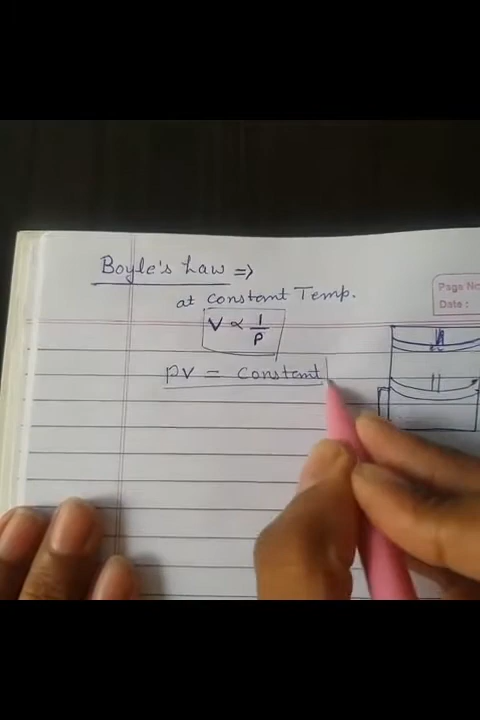 Boyle's Law ⇒
at constant Temp.
V ∝ 1/P
PV = constant
Page No
Date :